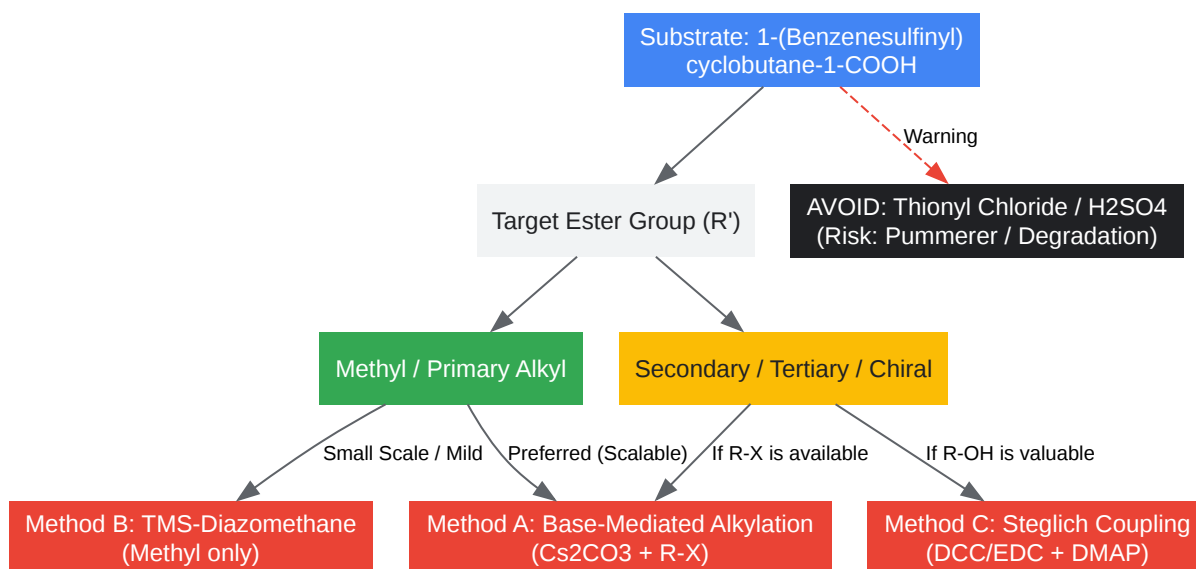 Substrate: 1-(Benzenesulfinyl)
cyclobutane-1-COOH
Warning
Target Ester Group (R')
AVOID: Thionyl Chloride / H2SO4
(Risk: Pummerer / Degradation)
Methyl / Primary Alkyl
Secondary / Tertiary / Chiral
Small Scale / Mild
Preferred (Scalable)
If R-X is available
If R-OH is valuable
Method B: TMS-Diazomethane
(Methyl only)
Method A: Base-Mediated Alkylation
(Cs2CO3 + R-X)
Method C: Steglich Coupling
(DCC/EDC + DMAP)